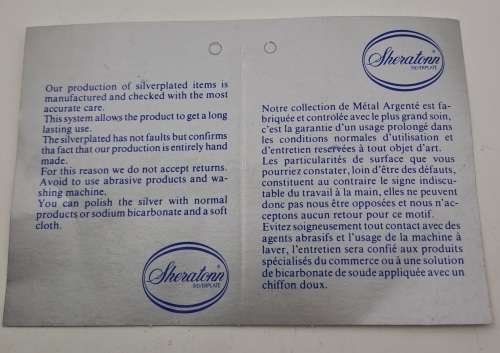 Our production of silverplated items is
manufactured and checked with the most
accurate care.
This system allows the product to get a long
lasting use.
The silverplated has not faults but confirms
tha fact that our production is entirely hand
made.
For this reason we do not accept returns.
Avoid to use abrasive products and wa-
shing machine.
You can polish the silver with normal
products or sodium bicarbonate and a soft
cloth.
Sheratonn
SILVERPLATE
Sheratonn
SILVERPLATE
Notre collection de Métal Argenté est fa-
briquée et controlée avec le plus grand soin,
c'est la garantie d'un usage prolongé dans
les conditions normales d'utilisation et
d'entretien reservées à tout objet d'art.
Les particularités de surface que vous
pourriez constater, loin d'être des défauts,
constituent au contraire le signe indiscu-
table du travail à la main, elles ne peuvent
donc pas nous être opposées et nous n'ac-
ceptons aucun retour pour ce motif.
Evitez soigneusement tout contact avec des
agents abrasifs et l'usage de la machine à
laver, l'entretien sera confié aux produits
spécialisés du commerce ou à une solution
de bicarbonate de soude appliquée avec un
chiffon doux.